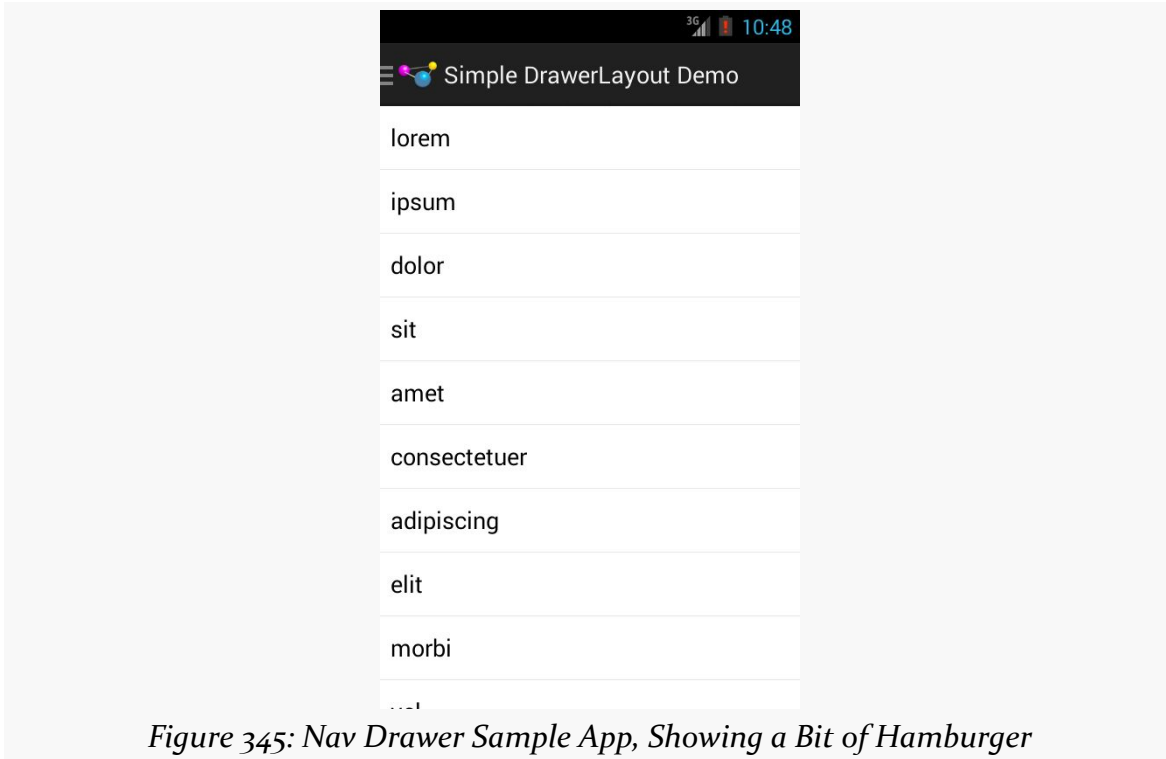 3G 10:48
Simple DrawerLayout Demo
lorem
ipsum
dolor
sit
amet
consectetuer
adipiscing
elit
morbi
Figure 345: Nav Drawer Sample App, Showing a Bit of Hamburger